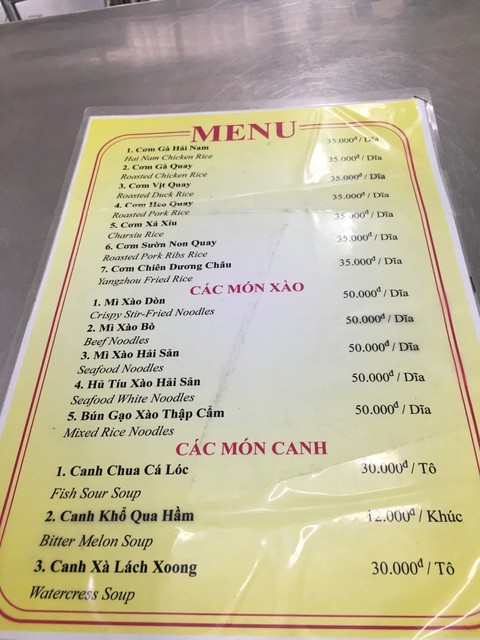 MENU
1. Cơm Gà Hải Nam 35.000đ / Dĩa
Hai Nam Chicken Rice
2. Cơm Gà Quay 35.000đ / Dĩa
Roasted Chicken Rice
3. Cơm Vịt Quay 35.000đ / Dĩa
Roasted Duck Rice
4. Cơm Heo Quay 35.000đ / Dĩa
Roasted Pork Rice
5. Cơm Xá Xíu 35.000đ / Dĩa
Charsiu Rice
6. Cơm Sườn Non Quay 35.000đ / Dĩa
Roasted Pork Ribs Rice
7. Cơm Chiên Dương Châu 35.000đ / Dĩa
Yangzhou Fried Rice
CÁC MÓN XÀO
1. Mì Xào Dòn 50.000đ / Dĩa
Crispy Stir-Fried Noodles
2. Mì Xào Bò 50.000đ / Dĩa
Beef Noodles
3. Mì Xào Hải Sản 50.000đ / Dĩa
Seafood Noodles
4. Hủ Tíu Xào Hải Sản 50.000đ / Dĩa
Seafood White Noodles
5. Bún Gạo Xào Thập Cẩm 50.000đ / Dĩa
Mixed Rice Noodles
CÁC MÓN CANH
1. Canh Chua Cá Lóc 30.000đ / Tô
Fish Sour Soup
2. Canh Khổ Qua Hầm 12.000đ / Khúc
Bitter Melon Soup
3. Canh Xà Lách Xoong 30.000đ / Tô
Watercress Soup